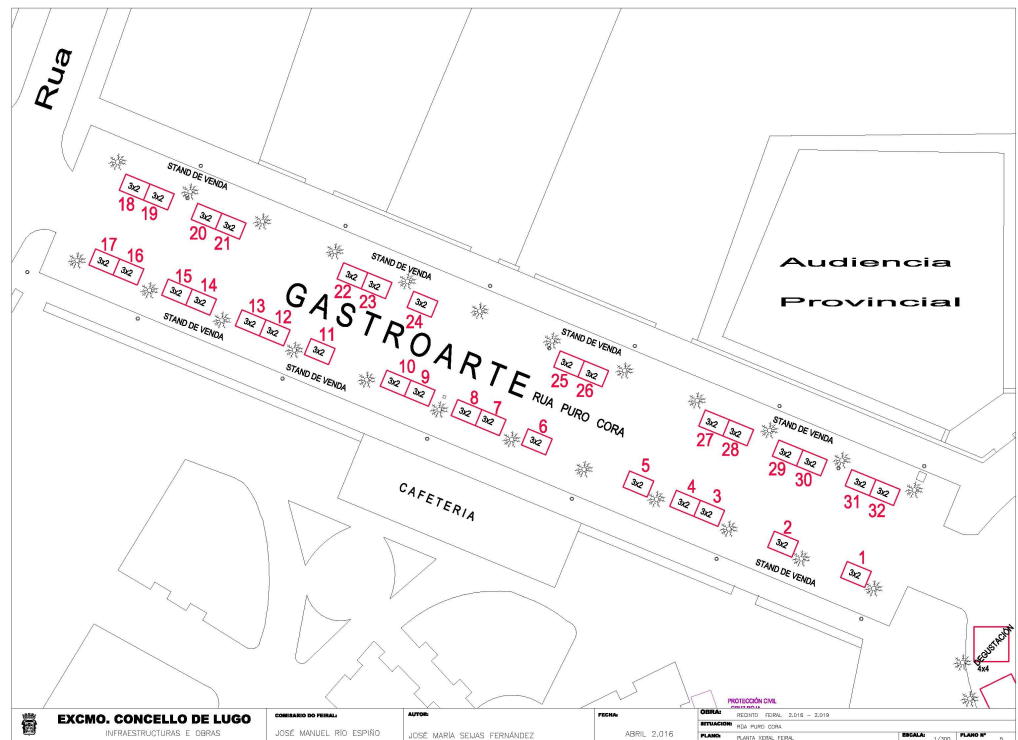 Rua
STAND DE VENDA
3x2 3x2
18 19
3x2 3x2
20 21
17 16
3x2 3x2
15 14
3x2 3x2
STAND DE VENDA
13 12
3x2 3x2
11
3x2
STAND DE VENDA
STAND DE VENDA
3x2 3x2
22 23
3x2
24
GASTROARTE
RUA PURO CORA
10 9
3x2 3x2
8 7
3x2 3x2
6
3x2
STAND DE VENDA
3x2 3x2
25 26
Audiencia
Provincial
STAND DE VENDA
3x2 3x2
27 28
3x2 3x2
29 30
3x2 3x2
31 32
5
3x2
4 3
3x2 3x2
2
3x2
1
3x2
STAND DE VENDA
CAFETERIA
DEGUSTACIÓN
4x4
PROTECCIÓN CIVIL
EXCMO. CONCELLO DE LUGO
INFRAESTRUCTURAS E OBRAS
COMISARIO DO FEIRAL:
JOSÉ MANUEL RÍO ESPIÑO
AUTOR:
JOSÉ MARÍA SEIJAS FERNÁNDEZ
FECHA:
ABRIL 2.016
OBRA: RECINTO FEIRAL 2.016 - 2.019
SITUACION: RÚA PURO CORA
PLANO: PLANTA XERAL FEIRAL
ESCALA: 1/300
PLANO Nº 5